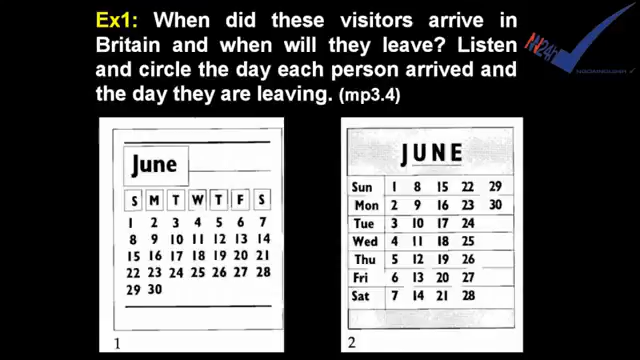 Ex1: When did these visitors arrive in
Britain and when will they leave? Listen
and circle the day each person arrived and
the day they are leaving. (mp3.4)
June
S M T W T F S
1 2 3 4 5 6 7
8 9 10 11 12 13 14
15 16 17 18 19 20 21
22 23 24 25 26 27 28
29 30
1
JUNE
Sun 1 8 15 22 29
Mon 2 9 16 23 30
Tue 3 10 17 24
Wed 4 11 18 25
Thu 5 12 19 26
Fri 6 13 20 27
Sat 7 14 21 28
2